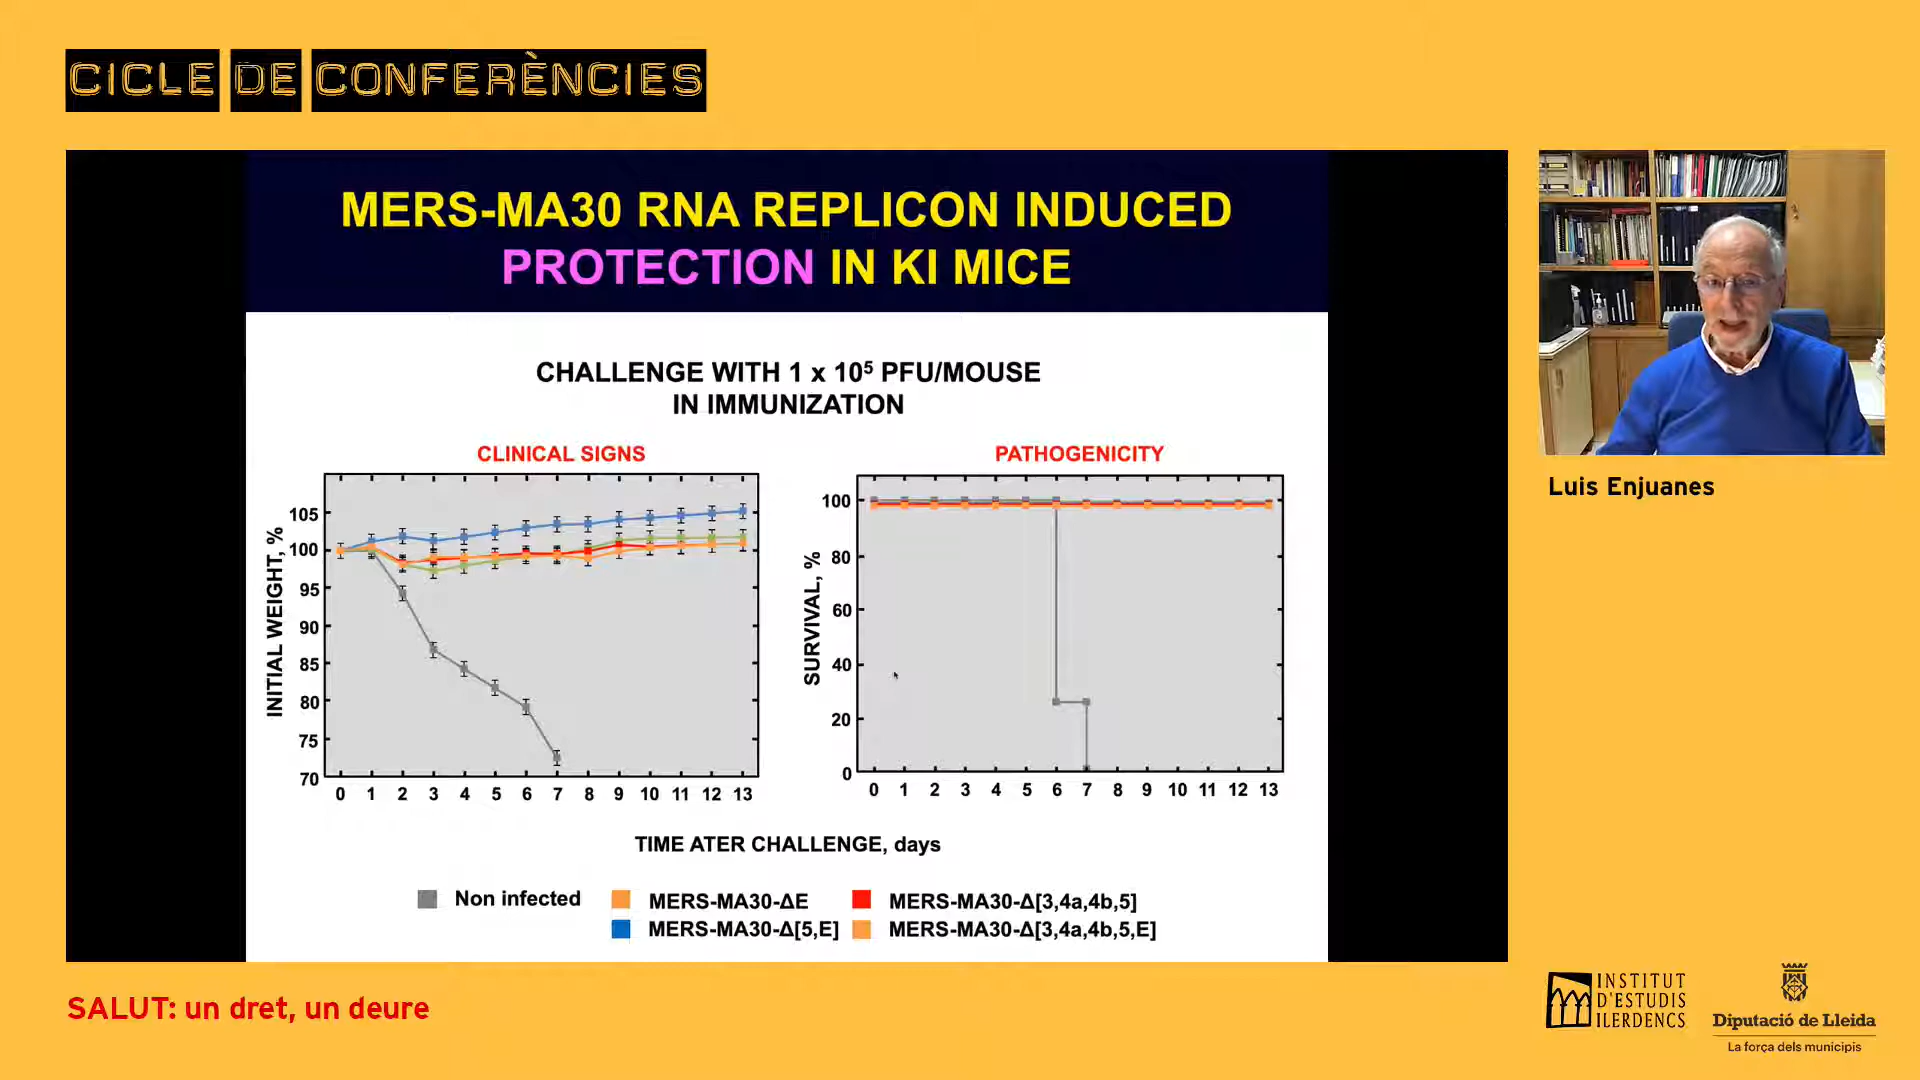 CICLE DE CONFERÈNCIES
MERS-MA30 RNA REPLICON INDUCED
PROTECTION IN KI MICE
CHALLENGE WITH 1 x 10⁵ PFU/MOUSE
IN IMMUNIZATION
CLINICAL SIGNS
INITIAL WEIGHT, %
105
100
95
90
85
80
75
70
0 1 2 3 4 5 6 7 8 9 10 11 12 13
PATHOGENICITY
SURVIVAL, %
100
80
60
40
20
0
0 1 2 3 4 5 6 7 8 9 10 11 12 13
TIME ATER CHALLENGE, days
Non infected
MERS-MA30-ΔE
MERS-MA30-Δ[3,4a,4b,5]
MERS-MA30-Δ[5,E]
MERS-MA30-Δ[3,4a,4b,5,E]
Luis Enjuanes
SALUT: un dret, un deure
INSTITUT
D'ESTUDIS
ILERDENCS
Diputació de Lleida
La força dels municipis